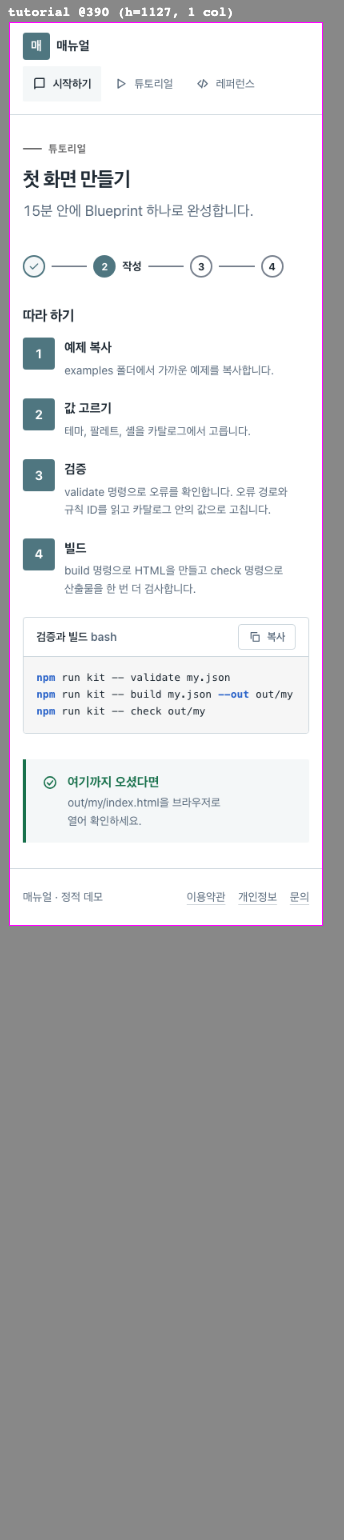 tutorial @390 (h=1127, 1 col)
매 매뉴얼
시작하기 튜토리얼 레퍼런스
튜토리얼
첫 화면 만들기
15분 안에 Blueprint 하나로 완성합니다.
2 작성 3 4
따라 하기
1 예제 복사
examples 폴더에서 가까운 예제를 복사합니다.
2 값 고르기
테마, 팔레트, 셸을 카탈로그에서 고릅니다.
3 검증
validate 명령으로 오류를 확인합니다. 오류 경로와
규칙 ID를 읽고 카탈로그 안의 값으로 고칩니다.
4 빌드
build 명령으로 HTML을 만들고 check 명령으로
산출물을 한 번 더 검사합니다.
검증과 빌드 bash 복사
npm run kit -- validate my.json
npm run kit -- build my.json --out out/my
npm run kit -- check out/my
여기까지 오셨다면
out/my/index.html을 브라우저로
열어 확인하세요.
매뉴얼 · 정적 데모 이용약관 개인정보 문의